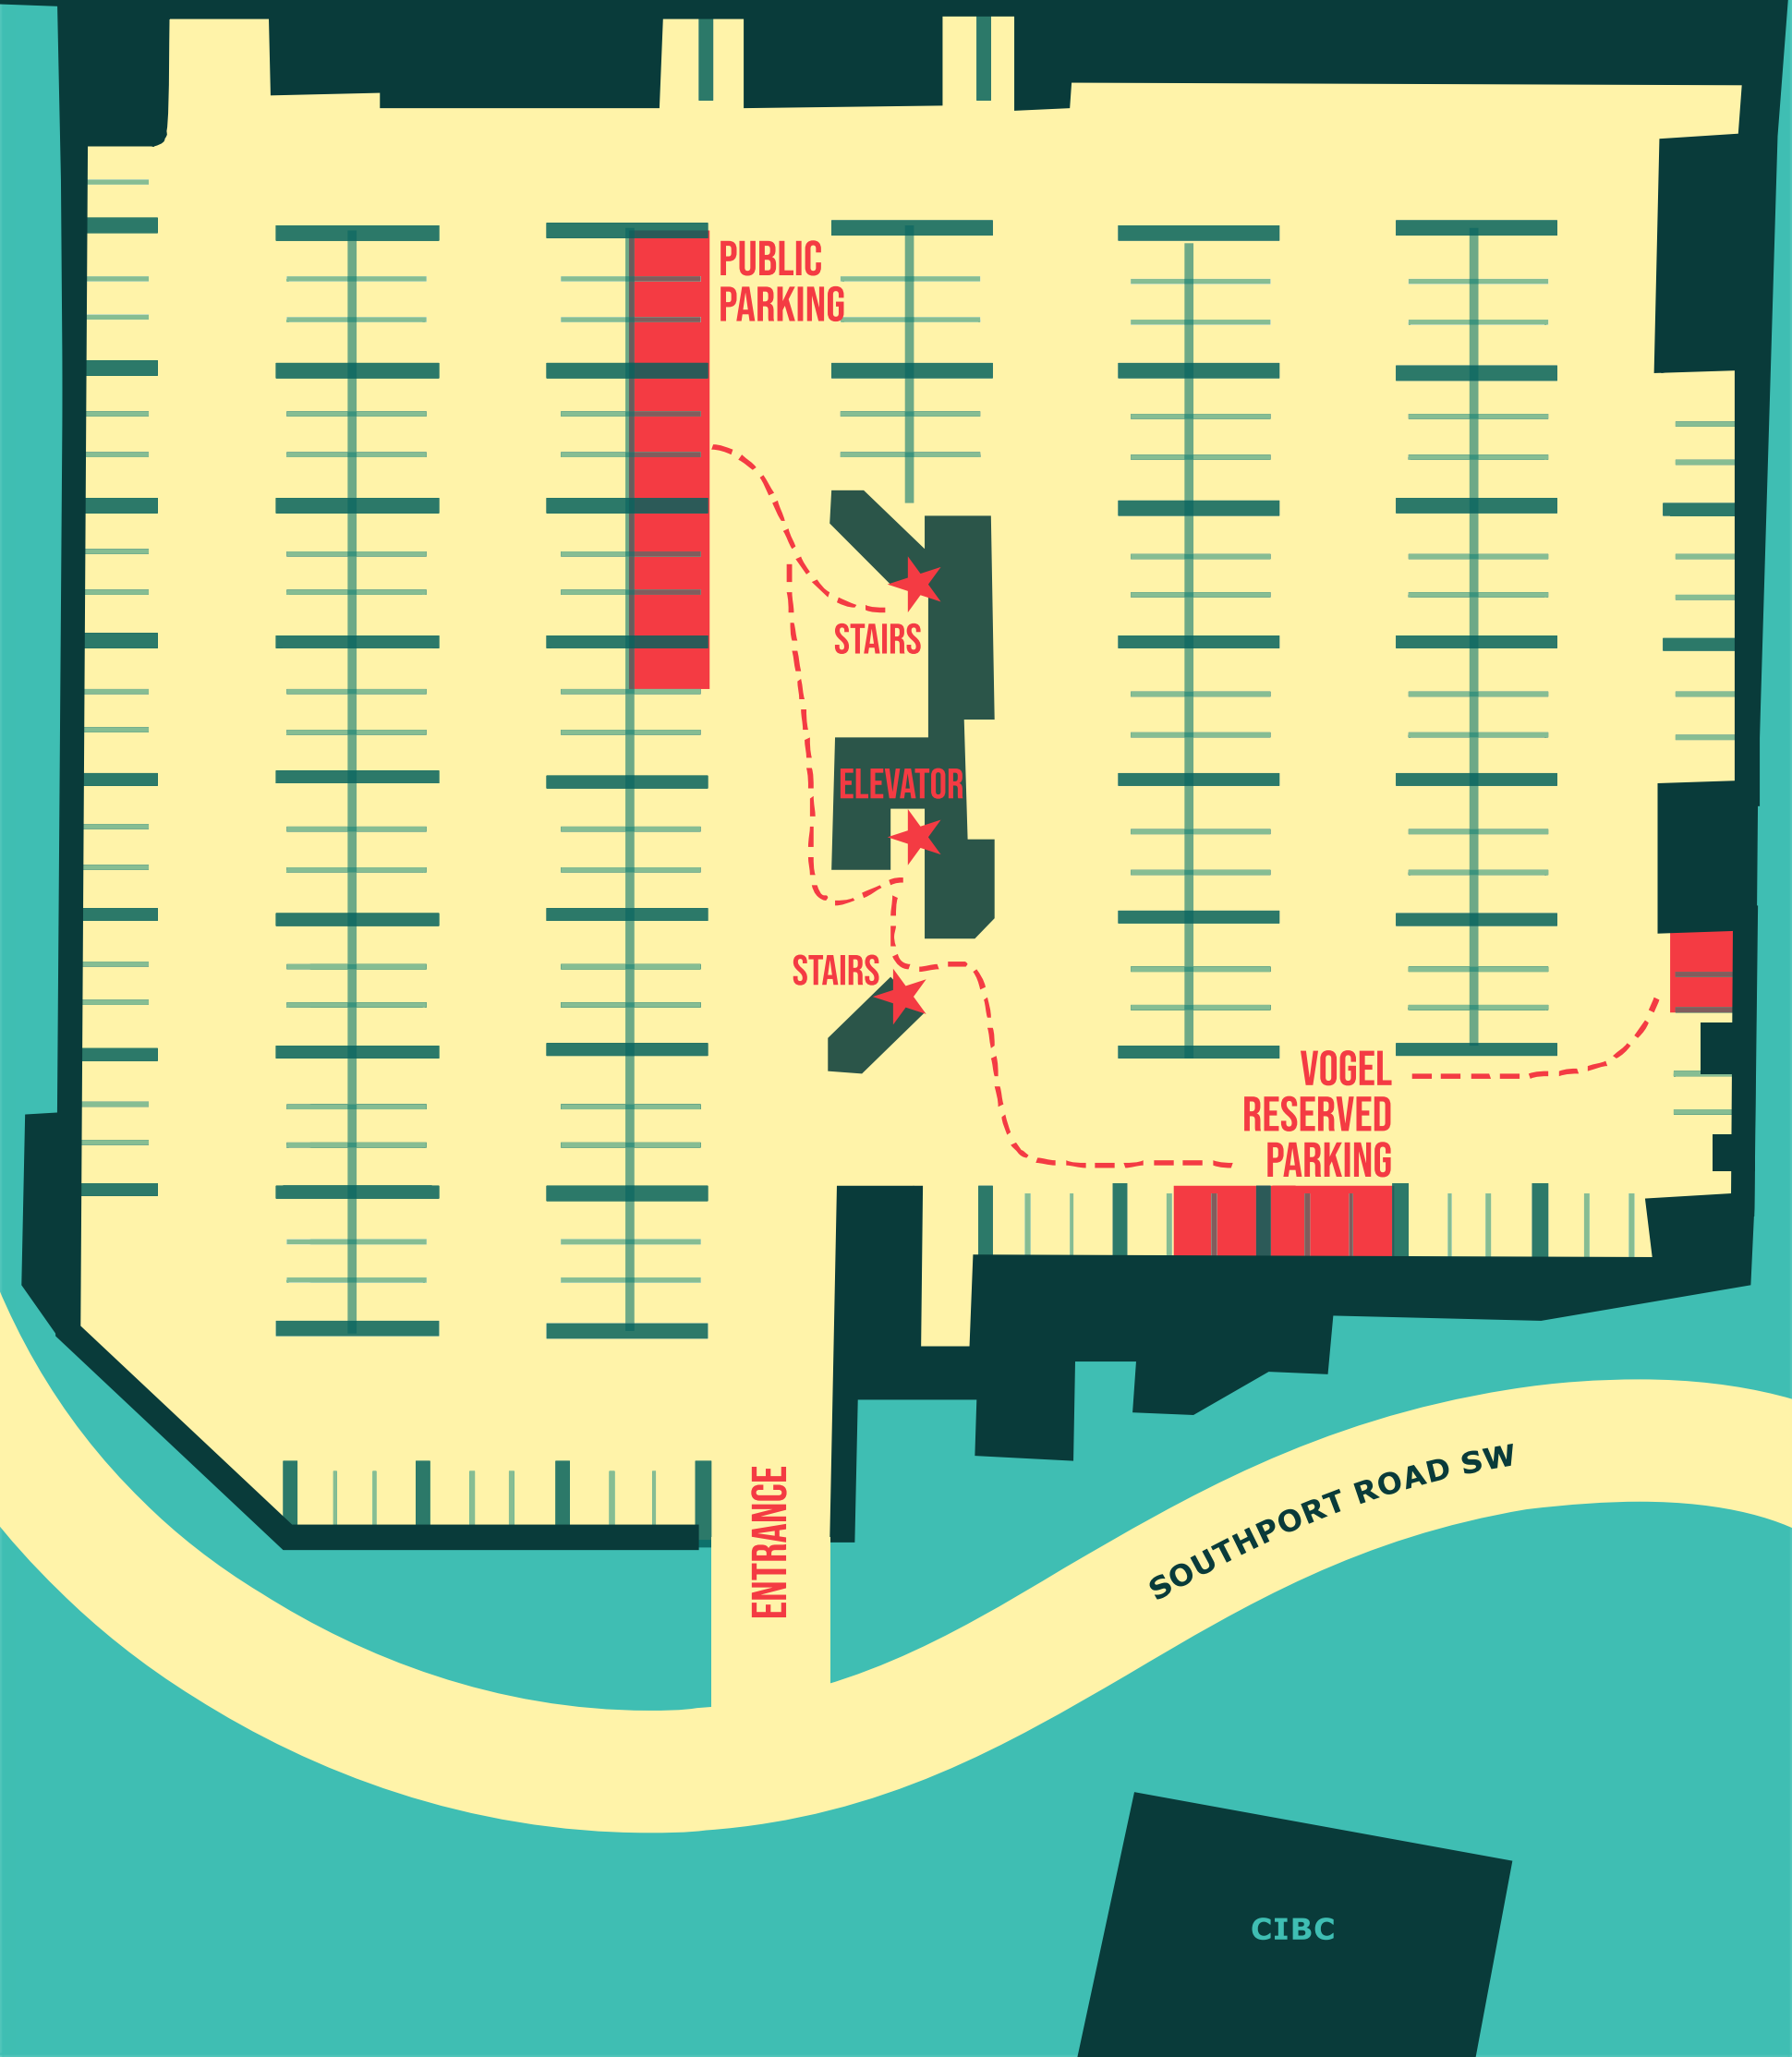 PUBLIC
PARKING
STAIRS
ELEVATOR
STAIRS
VOGEL
RESERVED
PARKING
ENTRANCE
SOUTHPORT ROAD SW
CIBC